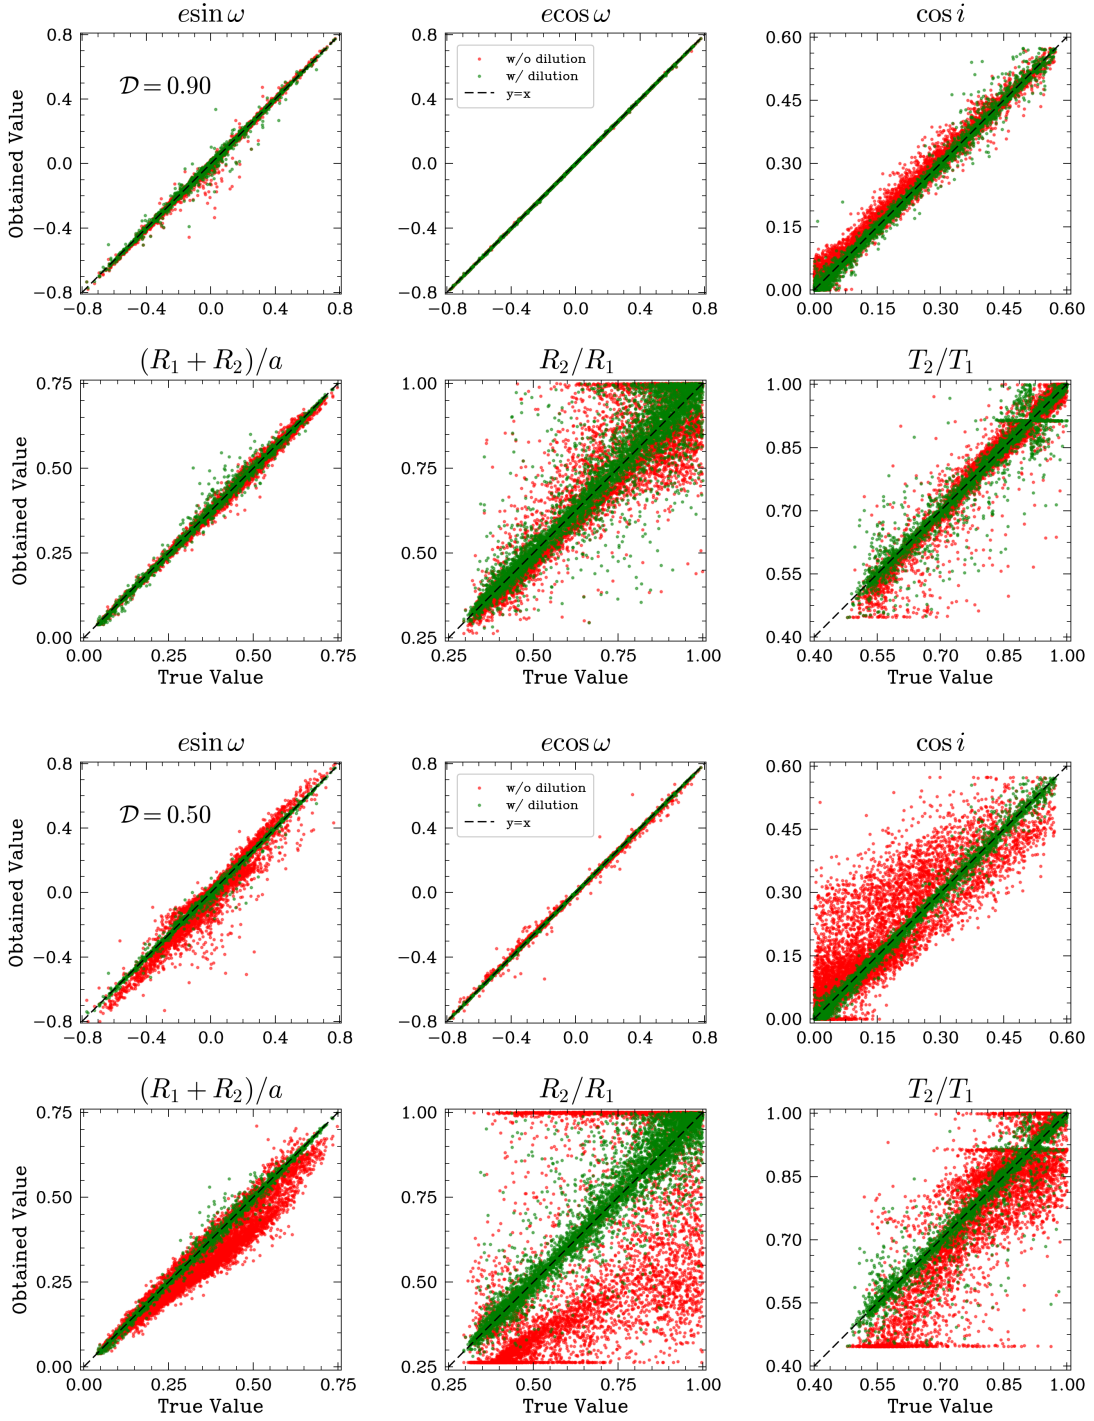 e sin ω
e cos ω
cos i
Obtained Value
0.8
0.4
0.0
−0.4
−0.8
𝒟 = 0.90
−0.8 −0.4 0.0 0.4 0.8
0.8
0.4
0.0
−0.4
−0.8
w/o dilution
w/ dilution
y=x
−0.8 −0.4 0.0 0.4 0.8
0.60
0.45
0.30
0.15
0.00
0.00 0.15 0.30 0.45 0.60
(R₁ + R₂)/a
R₂/R₁
T₂/T₁
Obtained Value
0.75
0.50
0.25
0.00
0.00 0.25 0.50 0.75
True Value
1.00
0.75
0.50
0.25
0.25 0.50 0.75 1.00
True Value
1.00
0.85
0.70
0.55
0.40
0.40 0.55 0.70 0.85 1.00
True Value
e sin ω
e cos ω
cos i
Obtained Value
0.8
0.4
0.0
−0.4
−0.8
𝒟 = 0.50
−0.8 −0.4 0.0 0.4 0.8
0.8
0.4
0.0
−0.4
−0.8
w/o dilution
w/ dilution
y=x
−0.8 −0.4 0.0 0.4 0.8
0.60
0.45
0.30
0.15
0.00
0.00 0.15 0.30 0.45 0.60
(R₁ + R₂)/a
R₂/R₁
T₂/T₁
Obtained Value
0.75
0.50
0.25
0.00
0.00 0.25 0.50 0.75
True Value
1.00
0.75
0.50
0.25
0.25 0.50 0.75 1.00
True Value
1.00
0.85
0.70
0.55
0.40
0.40 0.55 0.70 0.85 1.00
True Value